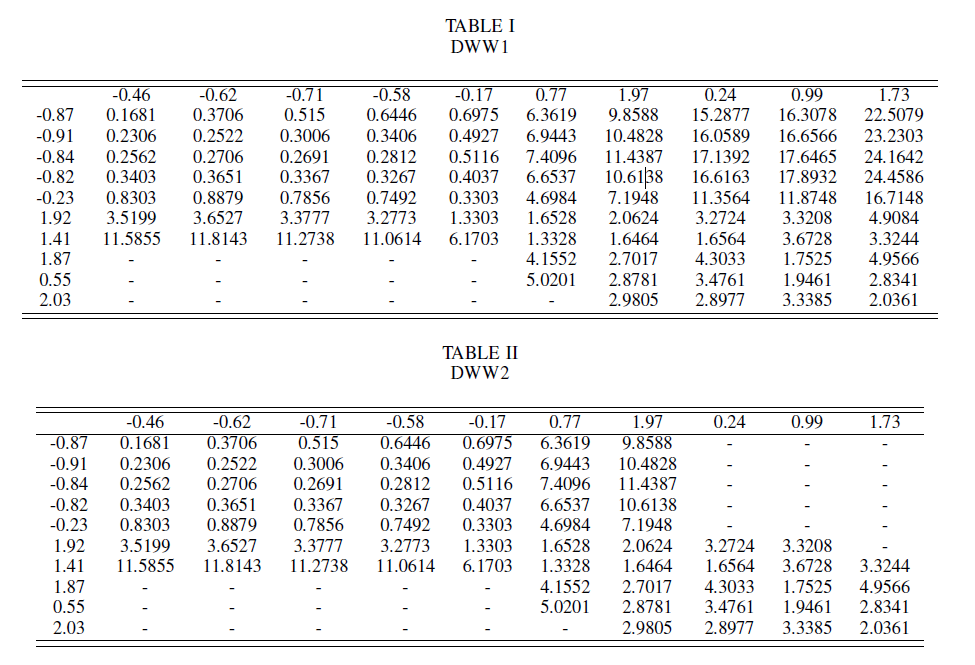 TABLE I
DWW1
-0.46 -0.62 -0.71 -0.58 -0.17 0.77 1.97 0.24 0.99 1.73
-0.87 0.1681 0.3706 0.515 0.6446 0.6975 6.3619 9.8588 15.2877 16.3078 22.5079
-0.91 0.2306 0.2522 0.3006 0.3406 0.4927 6.9443 10.4828 16.0589 16.6566 23.2303
-0.84 0.2562 0.2706 0.2691 0.2812 0.5116 7.4096 11.4387 17.1392 17.6465 24.1642
-0.82 0.3403 0.3651 0.3367 0.3267 0.4037 6.6537 10.6138 16.6163 17.8932 24.4586
-0.23 0.8303 0.8879 0.7856 0.7492 0.3303 4.6984 7.1948 11.3564 11.8748 16.7148
1.92 3.5199 3.6527 3.3777 3.2773 1.3303 1.6528 2.0624 3.2724 3.3208 4.9084
1.41 11.5855 11.8143 11.2738 11.0614 6.1703 1.3328 1.6464 1.6564 3.6728 3.3244
1.87 - - - - - 4.1552 2.7017 4.3033 1.7525 4.9566
0.55 - - - - - 5.0201 2.8781 3.4761 1.9461 2.8341
2.03 - - - - - - 2.9805 2.8977 3.3385 2.0361
TABLE II
DWW2
-0.46 -0.62 -0.71 -0.58 -0.17 0.77 1.97 0.24 0.99 1.73
-0.87 0.1681 0.3706 0.515 0.6446 0.6975 6.3619 9.8588 - - -
-0.91 0.2306 0.2522 0.3006 0.3406 0.4927 6.9443 10.4828 - - -
-0.84 0.2562 0.2706 0.2691 0.2812 0.5116 7.4096 11.4387 - - -
-0.82 0.3403 0.3651 0.3367 0.3267 0.4037 6.6537 10.6138 - - -
-0.23 0.8303 0.8879 0.7856 0.7492 0.3303 4.6984 7.1948 - - -
1.92 3.5199 3.6527 3.3777 3.2773 1.3303 1.6528 2.0624 3.2724 3.3208 -
1.41 11.5855 11.8143 11.2738 11.0614 6.1703 1.3328 1.6464 1.6564 3.6728 3.3244
1.87 - - - - - 4.1552 2.7017 4.3033 1.7525 4.9566
0.55 - - - - - 5.0201 2.8781 3.4761 1.9461 2.8341
2.03 - - - - - - 2.9805 2.8977 3.3385 2.0361